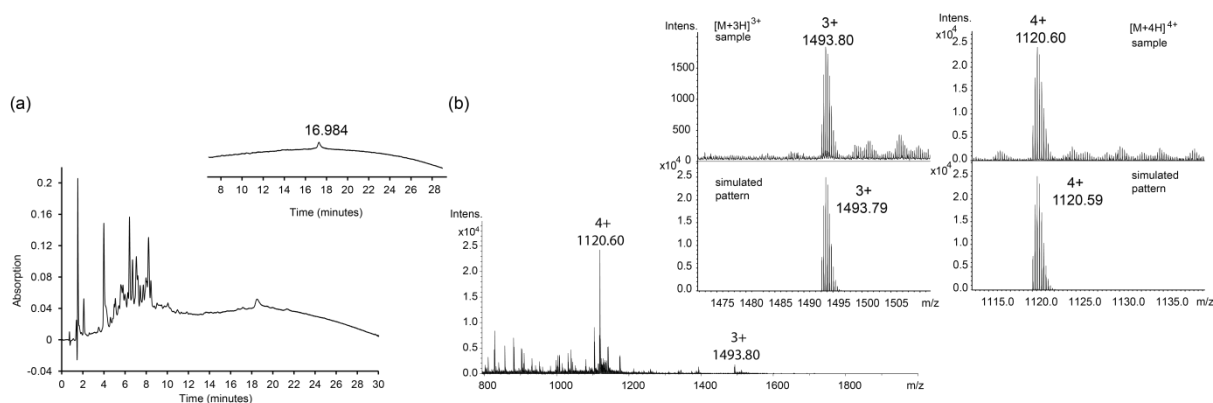 (a)
16.984
8 10 12 14 16 18 20 22 24 26 28
Time (minutes)
0.2
0.16
0.12
0.08
0.04
0
-0.04
Absorption
0 2 4 6 8 10 12 14 16 18 20 22 24 26 28 30
Time (minutes)
(b)
Intens.
x10⁴
2.5
2.0
1.5
1.0
0.5
0.0
4+
1120.60
3+
1493.80
800 1000 1200 1400 1600 1800 m/z
Intens.
[M+3H]³⁺
sample
3+
1493.80
1500
1000
500
0
x10⁴
2.5
2.0
1.5
1.0
0.5
0.0
simulated
pattern
3+
1493.79
1475 1480 1485 1490 1495 1500 1505 m/z
Intens.
x10⁴
2.5
2.0
1.5
1.0
0.5
0.0
4+
1120.60
[M+4H]⁴⁺
sample
x10⁴
2.5
2.0
1.5
1.0
0.5
0.0
4+
1120.59
simulated
pattern
1115.0 1120.0 1125.0 1130.0 1135.0 m/z